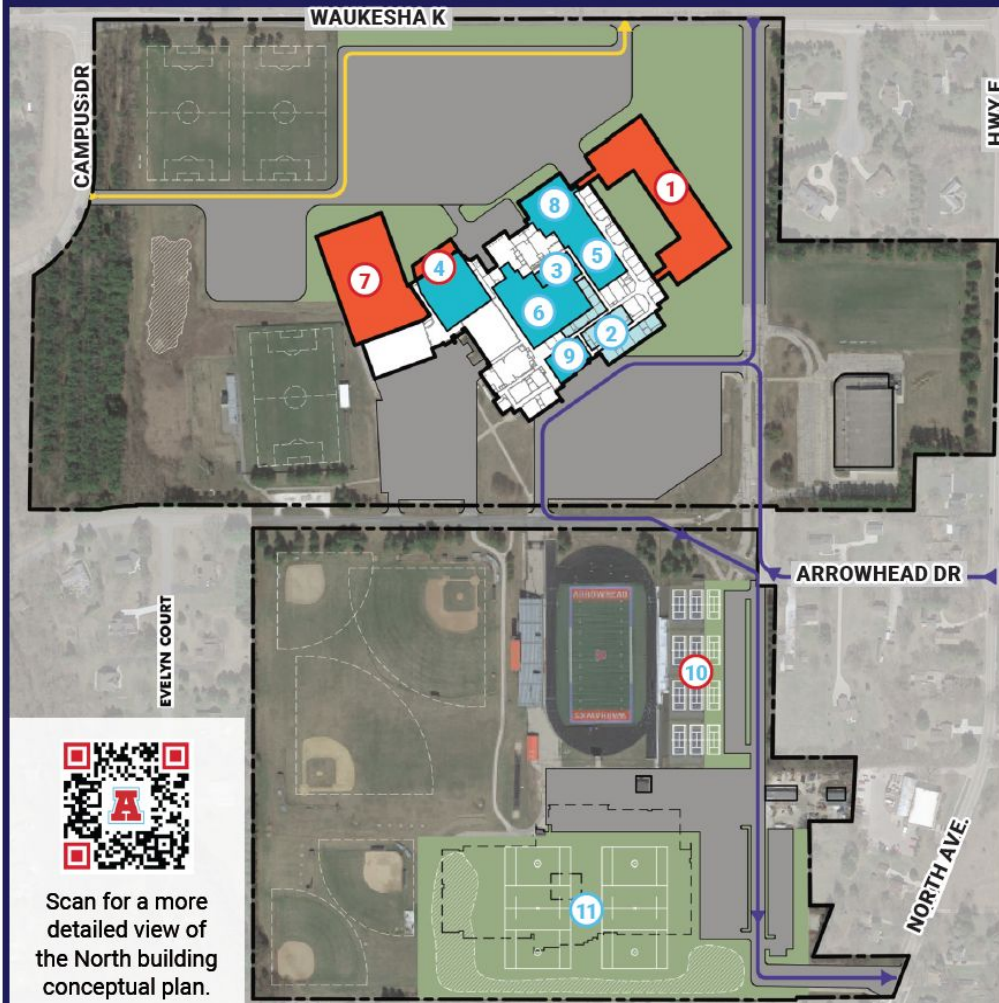 WAUKESHA K
CAMPUS DR
HWY E
1
8
5
3
4
7
6
2
9
ARROWHEAD DR
EVELYN COURT
ARROWHEAD
A
WARHAWKS
10
A
Scan for a more
detailed view of
the North building
conceptual plan.
11
NORTH AVE.